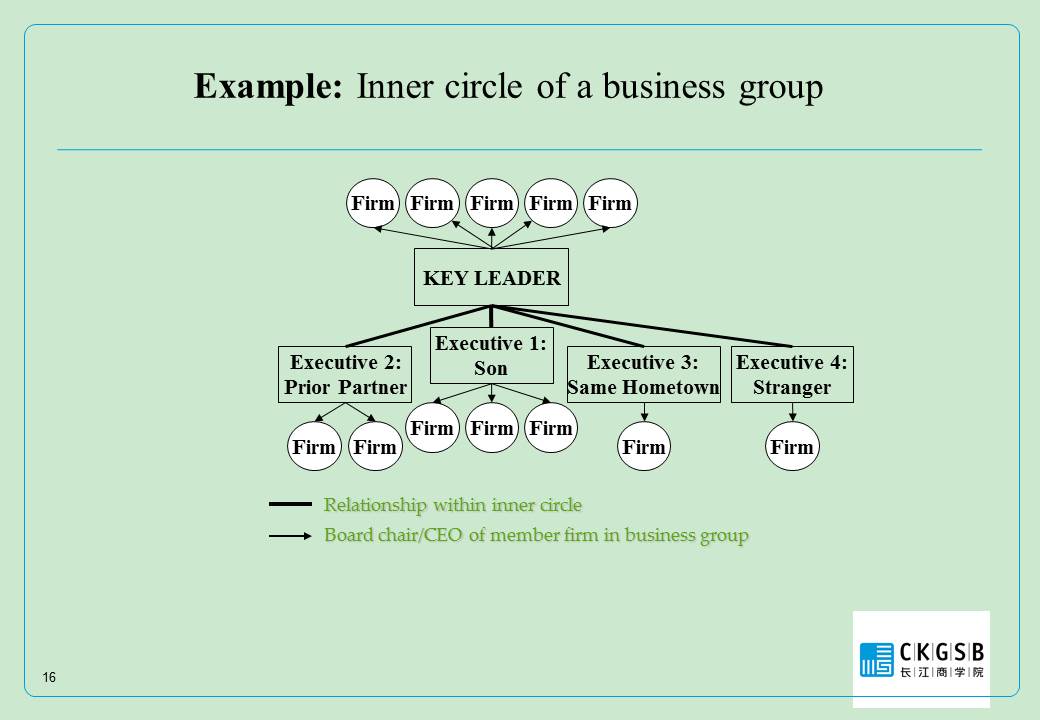 Example: Inner circle of a business group
Firm Firm Firm Firm Firm
KEY LEADER
Executive 2:
Prior Partner
Executive 1:
Son
Executive 3:
Same Hometown
Executive 4:
Stranger
Firm Firm
Firm Firm Firm
Firm
Firm
Relationship within inner circle
Board chair/CEO of member firm in business group
16
C|K|G|S|B
长|江|商|学|院